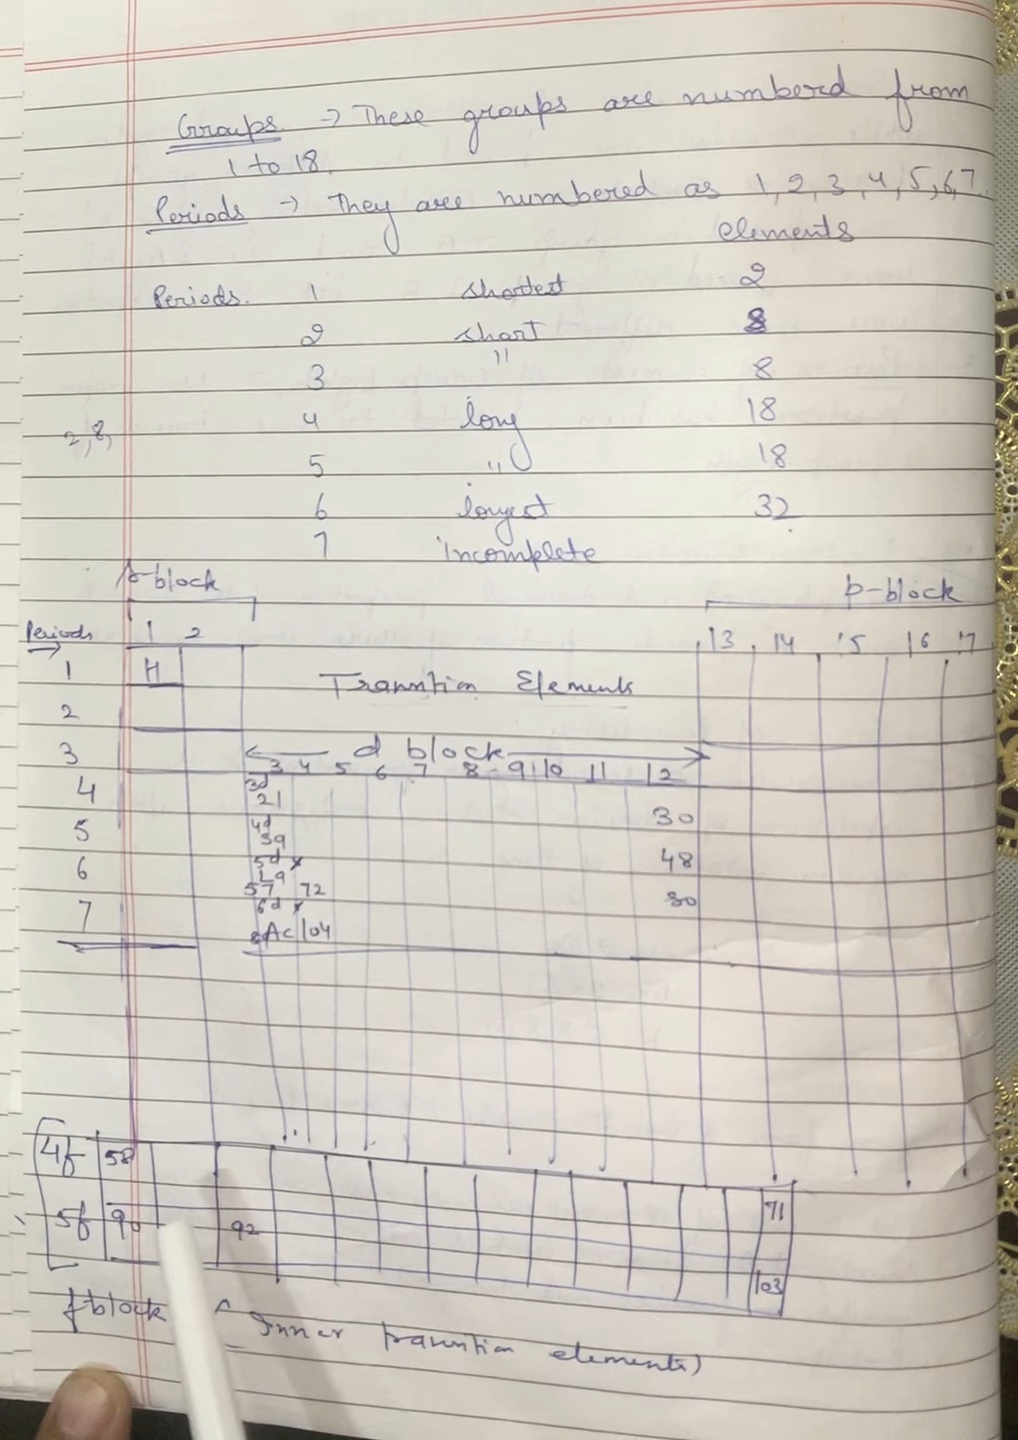 Groups → These groups are numberd from
1 to 18.
Periods → They are numbered as 1, 2, 3, 4, 5, 6, 7.
elements
Periods. 1 shortest 2
2 short 8
3 " 8
2,8, 4 long 18
5 " 18
6 longest 32
7 incomplete
s-block p-block
Periods → 1 2 13 14 15 16 17
1 H Transition Elements
2
3 ← d block →
3 4 5 6 7 8 9 10 11 12
4 3d 21 30
5 4d 39 48
6 5d La 57 72 80
7 6d Ac 104
4f 58 71
5f 90 92 103
f block (Inner transition elements)